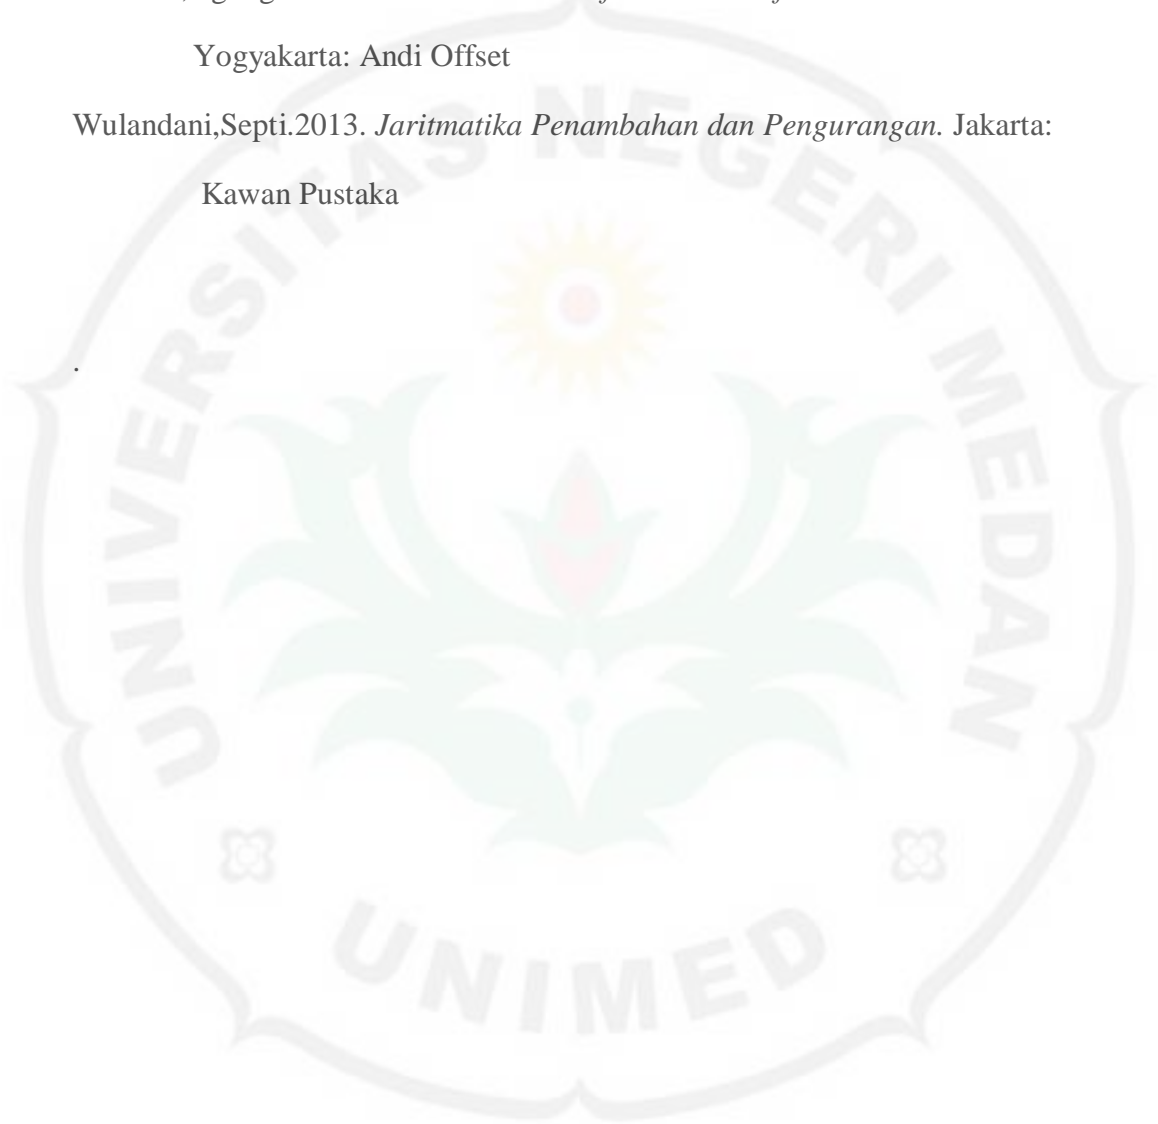 Yogyakarta: Andi Offset
Wulandani,Septi.2013. Jaritmatika Penambahan dan Pengurangan. Jakarta:
Kawan Pustaka
.
UNIVERSITAS NEGERI MEDAN
UNIMED